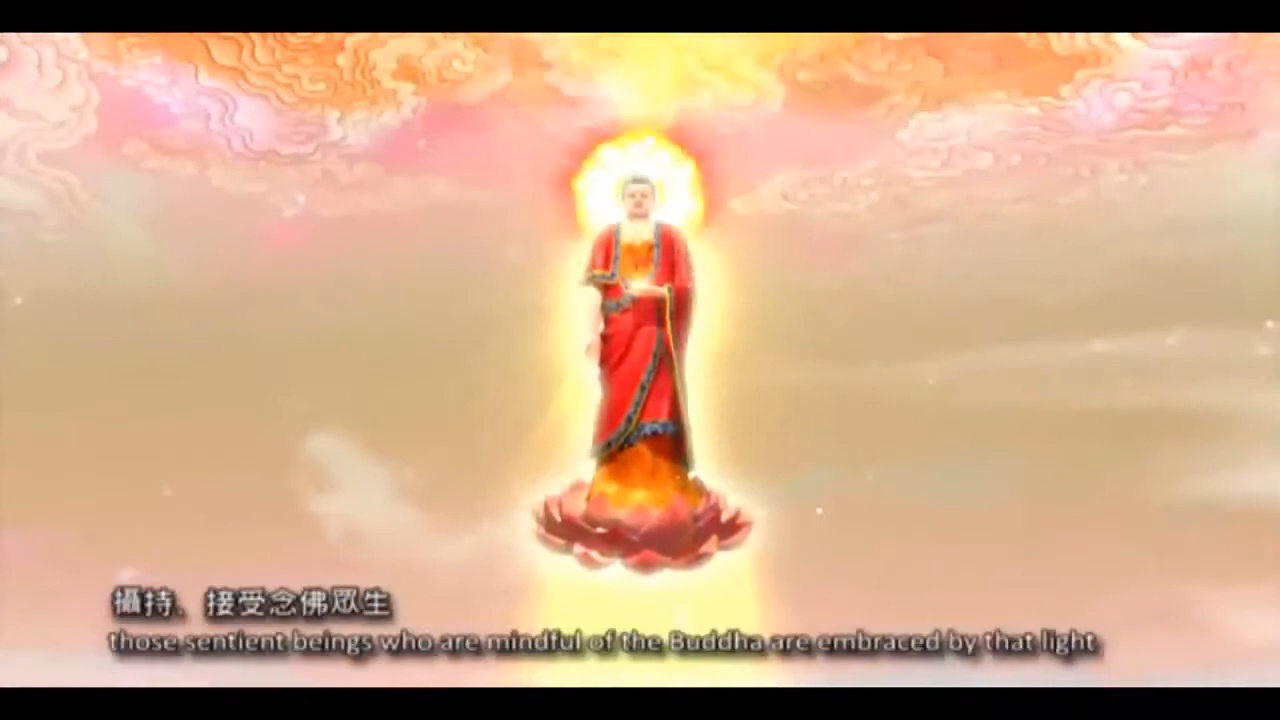 攝持、接受念佛眾生
those sentient beings who are mindful of the Buddha are embraced by that light